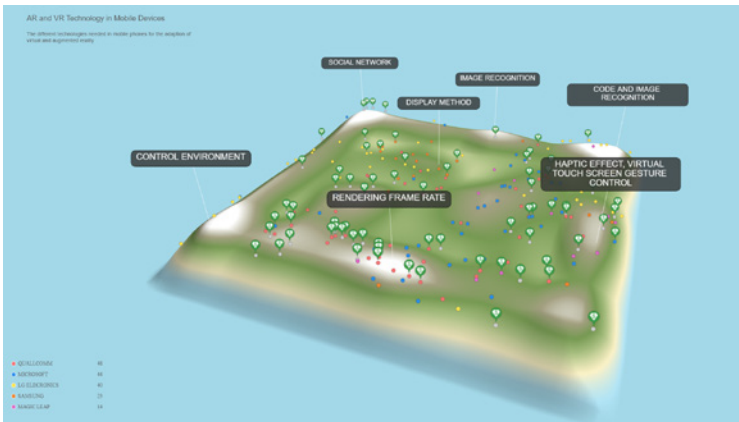 AR and VR Technology in Mobile Devices
The different technologies needed in mobile phones for the adoption of
virtual and augmented reality
SOCIAL NETWORK
IMAGE RECOGNITION
CODE AND IMAGE
RECOGNITION
DISPLAY METHOD
CONTROL ENVIRONMENT
HAPTIC EFFECT, VIRTUAL
TOUCH SCREEN GESTURE
CONTROL
RENDERING FRAME RATE
QUALCOMM
MICROSOFT
LG ELECRONICS
SAMSUNG
MAGIC LEAP